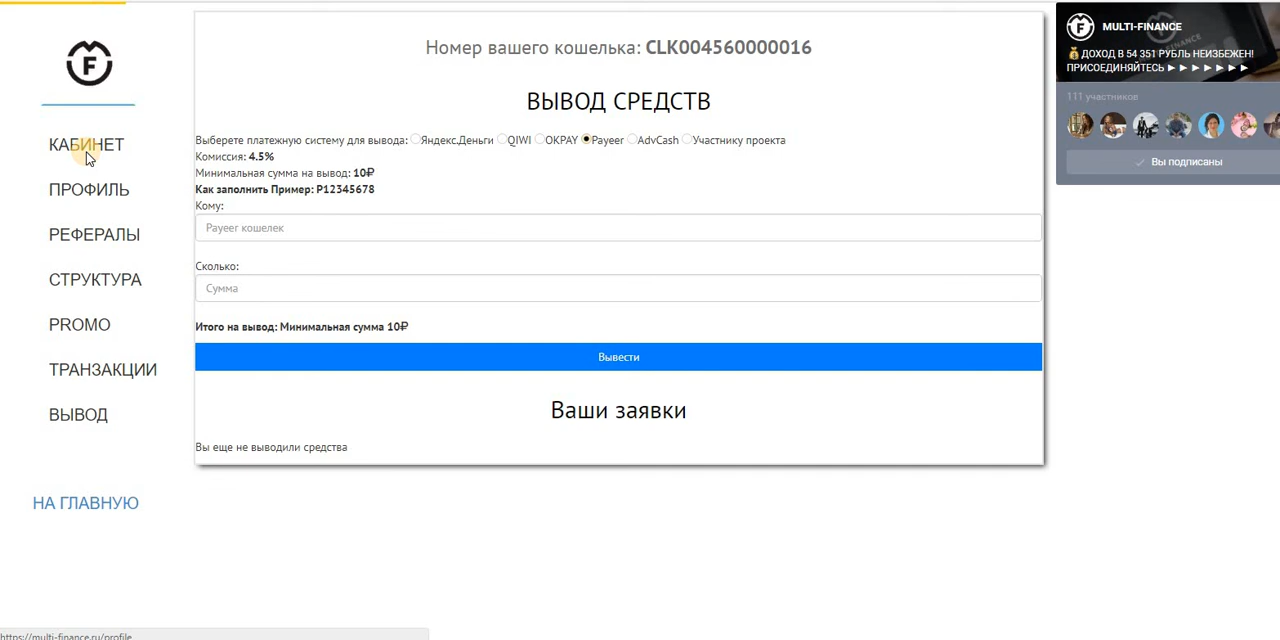 F
КАБИНЕТ
ПРОФИЛЬ
РЕФЕРАЛЫ
СТРУКТУРА
PROMO
ТРАНЗАКЦИИ
ВЫВОД
НА ГЛАВНУЮ
Номер вашего кошелька: CLK004560000016
ВЫВОД СРЕДСТВ
Выберете платежную систему для вывода: Яндекс.Деньги QIWI OKPAY Payeer AdvCash Участнику проекта
Комиссия: 4.5%
Минимальная сумма на вывод: 10₽
Как заполнить Пример: P12345678
Кому:
Payeer кошелек
Сколько:
Сумма
Итого на вывод: Минимальная сумма 10₽
Вывести
Ваши заявки
Вы еще не выводили средства
MULTI-FINANCE
💰ДОХОД В 54 351 РУБЛЬ НЕИЗБЕЖЕН!
ПРИСОЕДИНЯЙТЕСЬ ► ► ► ► ► ► ►
111 участников
✓ Вы подписаны
https://multi-finance.ru/profile